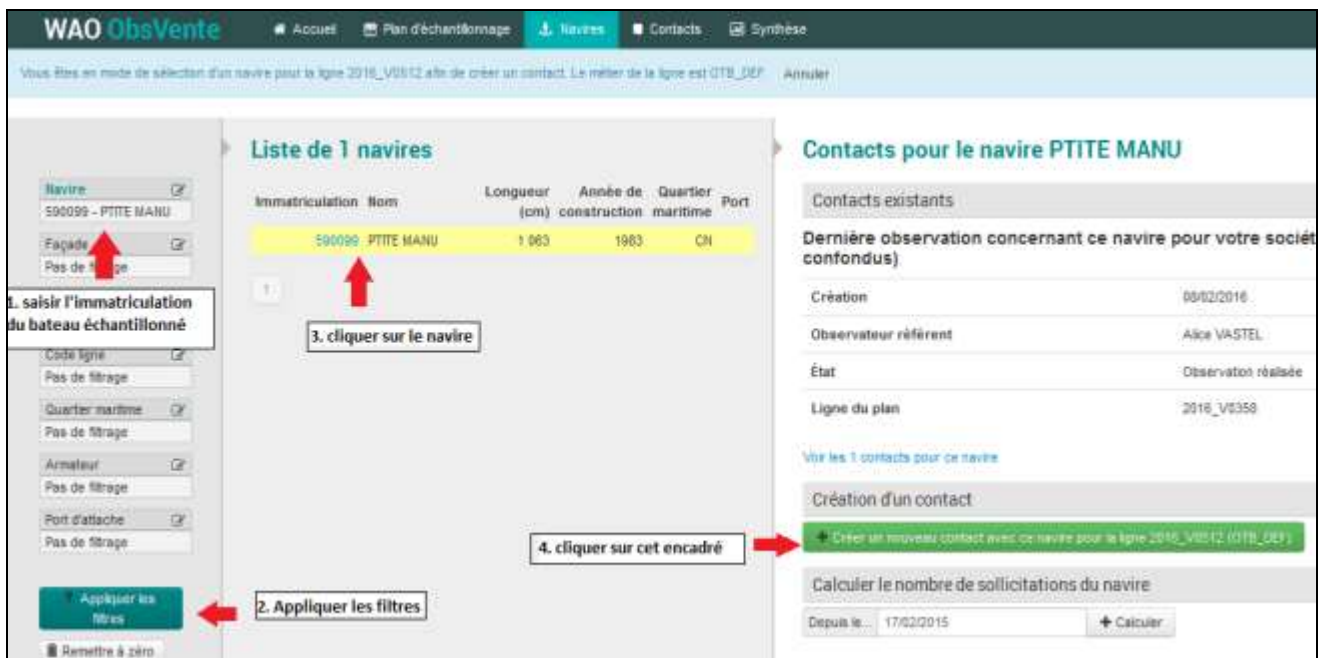 WAO ObsVente
Accueil
Plan d'échantillonnage
Navires
Contacts
Synthèse
Vous êtes en mode de sélection d'un navire pour la ligne 2016_V0512 afin de créer un contact. Le métier de la ligne est OTB_DEF
Annuler
Navire
590099 - PTITE MANU
Façade
Pas de filtrage
1. saisir l'immatriculation
du bateau échantillonné
Code ligne
Pas de filtrage
Quartier maritime
Pas de filtrage
Armateur
Pas de filtrage
Port d'attache
Pas de filtrage
Appliquer les
filtres
Remettre à zéro
2. Appliquer les filtres
Liste de 1 navires
Immatriculation Nom Longueur (cm) Année de construction Quartier maritime Port
590099 PTITE MANU 1 063 1983 CN
1
3. cliquer sur le navire
4. cliquer sur cet encadré
Contacts pour le navire PTITE MANU
Contacts existants
Dernière observation concernant ce navire pour votre sociét
confondus)
Création 08/02/2016
Observateur référent Alice VASTEL
État Observation réalisée
Ligne du plan 2016_V0358
Voir les 1 contacts pour ce navire
Création d'un contact
Créer un nouveau contact avec ce navire pour la ligne 2016_V0512 (OTB_DEF)
Calculer le nombre de sollicitations du navire
Depuis le... 17/02/2015 Calculer